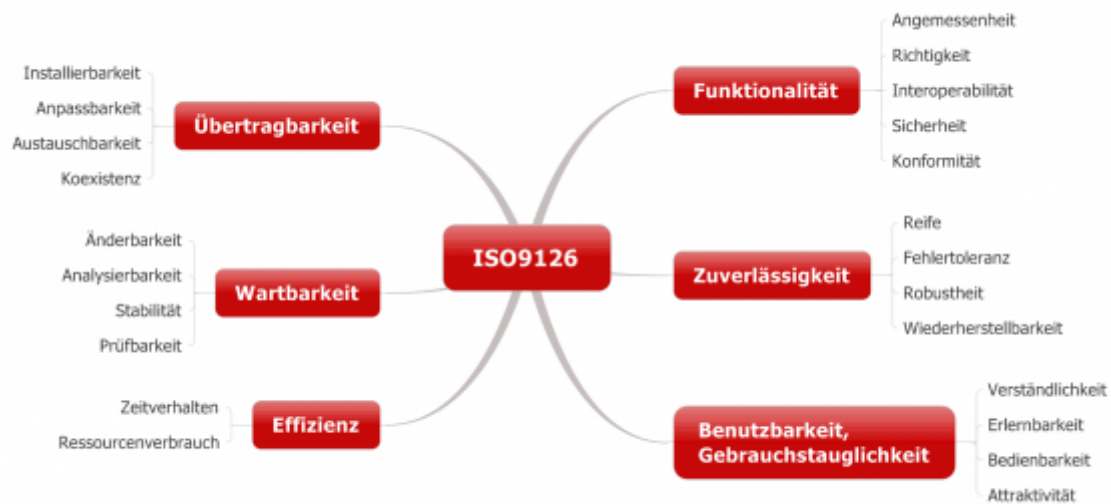 ISO9126
Übertragbarkeit
Installierbarkeit
Anpassbarkeit
Austauschbarkeit
Koexistenz
Wartbarkeit
Änderbarkeit
Analysierbarkeit
Stabilität
Prüfbarkeit
Effizienz
Zeitverhalten
Ressourcenverbrauch
Funktionalität
Angemessenheit
Richtigkeit
Interoperabilität
Sicherheit
Konformität
Zuverlässigkeit
Reife
Fehlertoleranz
Robustheit
Wiederherstellbarkeit
Benutzbarkeit,
Gebrauchstauglichkeit
Verständlichkeit
Erlernbarkeit
Bedienbarkeit
Attraktivität